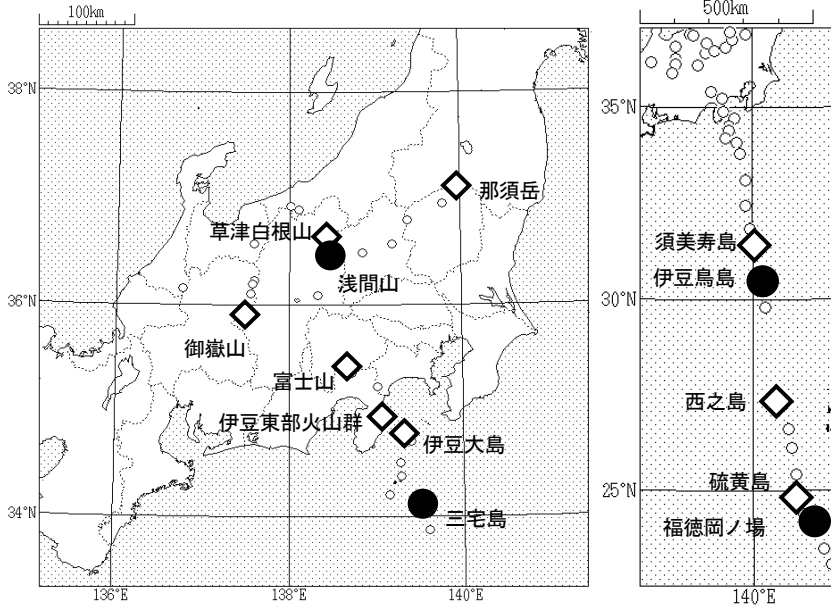 100km
38°N
36°N
34°N
136°E
138°E
140°E
那須岳
草津白根山
浅間山
御嶽山
富士山
伊豆東部火山群
伊豆大島
三宅島
500km
35°N
30°N
25°N
140°E
須美寿島
伊豆鳥島
西之島
硫黄島
福徳岡ノ場